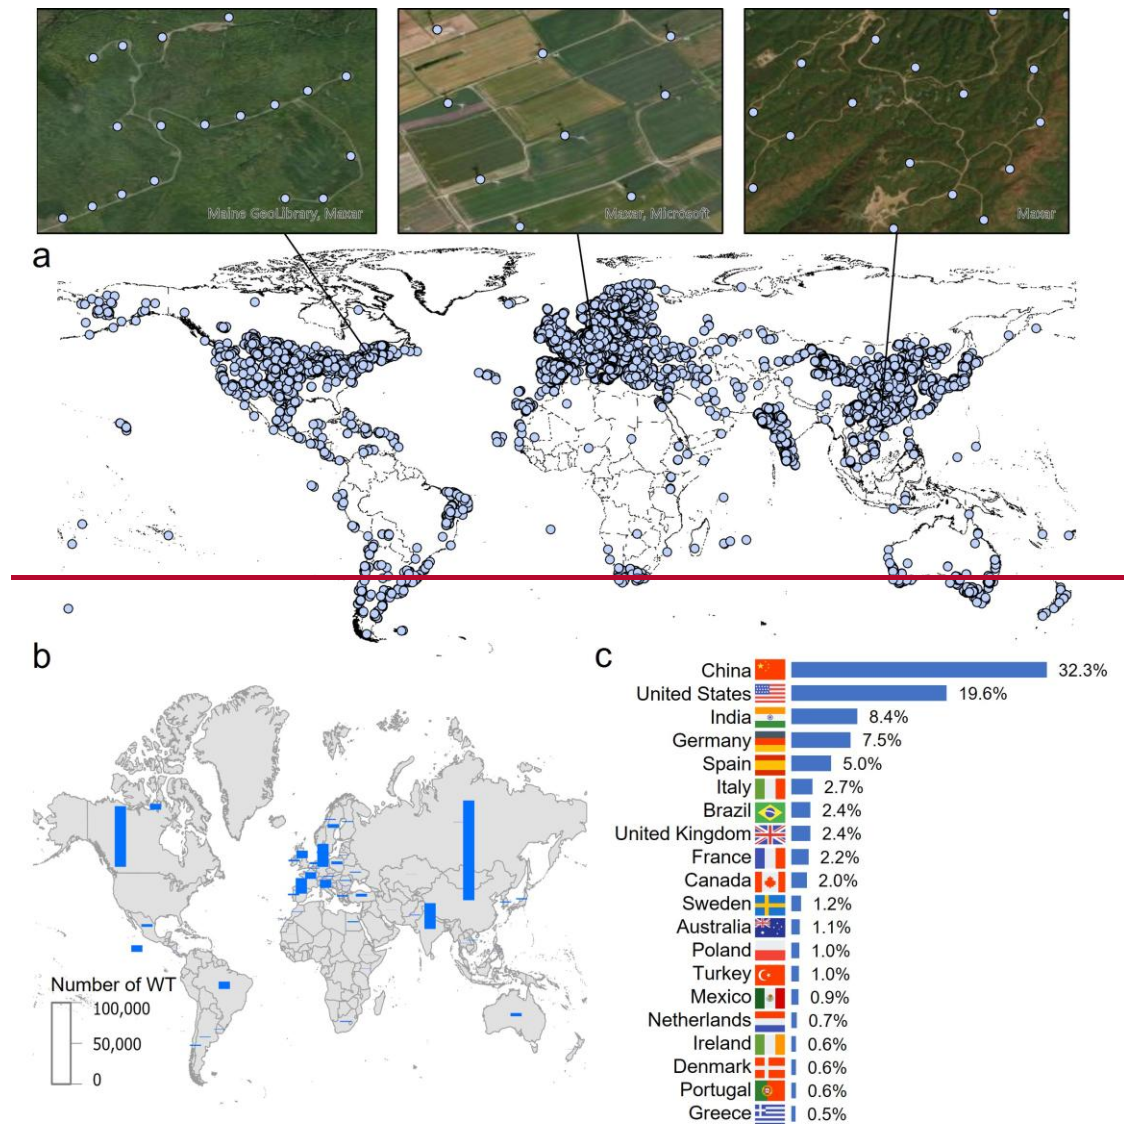 Maine GeoLibrary, Maxar
Maxar, Microsoft
Maxar
a
b
Number of WT
100,000
50,000
0
c
China 32.3%
United States 19.6%
India 8.4%
Germany 7.5%
Spain 5.0%
Italy 2.7%
Brazil 2.4%
United Kingdom 2.4%
France 2.2%
Canada 2.0%
Sweden 1.2%
Australia 1.1%
Poland 1.0%
Turkey 1.0%
Mexico 0.9%
Netherlands 0.7%
Ireland 0.6%
Denmark 0.6%
Portugal 0.6%
Greece 0.5%